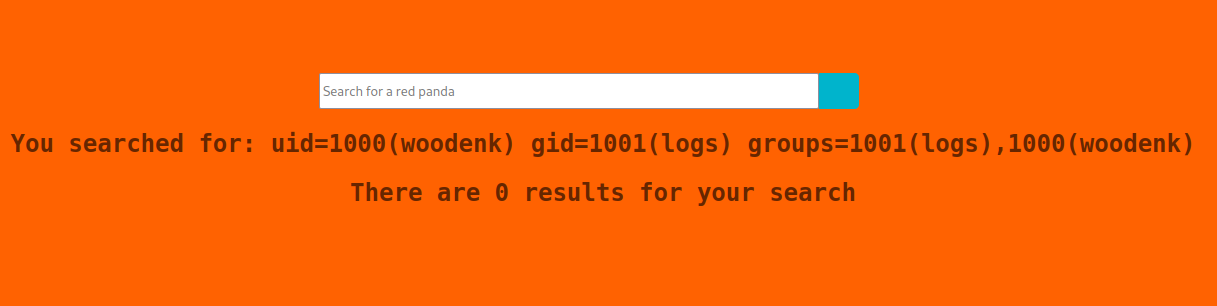 Search for a red panda
You searched for: uid=1000(woodenk) gid=1001(logs) groups=1001(logs),1000(woodenk)
There are 0 results for your search